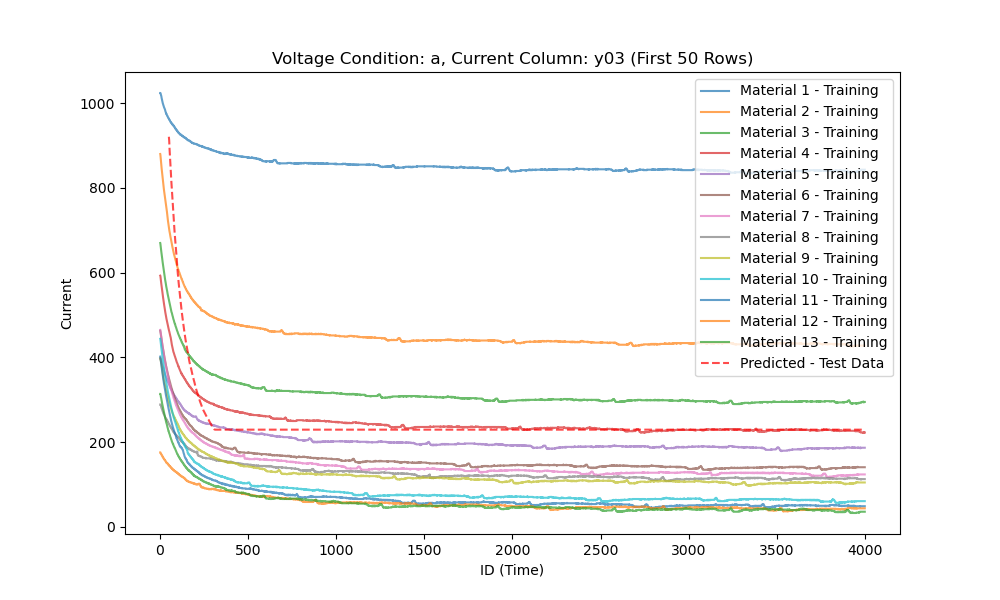 Voltage Condition: a, Current Column: y03 (First 50 Rows)
Current
1000
800
600
400
200
0
Material 1 - Training
Material 2 - Training
Material 3 - Training
Material 4 - Training
Material 5 - Training
Material 6 - Training
Material 7 - Training
Material 8 - Training
Material 9 - Training
Material 10 - Training
Material 11 - Training
Material 12 - Training
Material 13 - Training
Predicted - Test Data
0 500 1000 1500 2000 2500 3000 3500 4000
ID (Time)